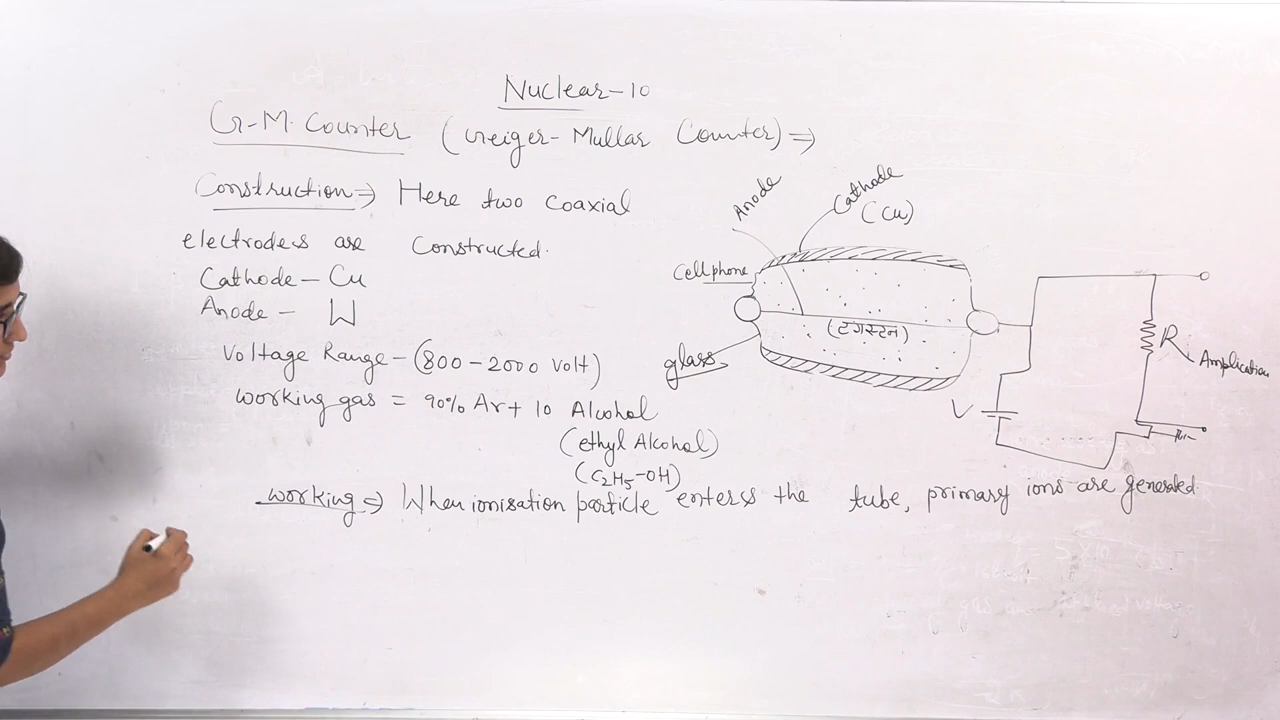 Nuclear-10
G-M. Counter (Geiger-Mullar Counter) ⇒
Construction ⇒ Here two coaxial
electrodes are constructed.
Cathode - Cu
Anode - W
Voltage Range - (800-2000 Volt)
working gas = 90% Ar + 10 Alcohol
(ethyl Alcohol)
(C2H5-OH)
working ⇒ When ionisation particle enters the tube, primary ions are generated
Anode
Cathode
(Cu)
Cellphone
(टंगस्टन)
glass
V
R
Amplication